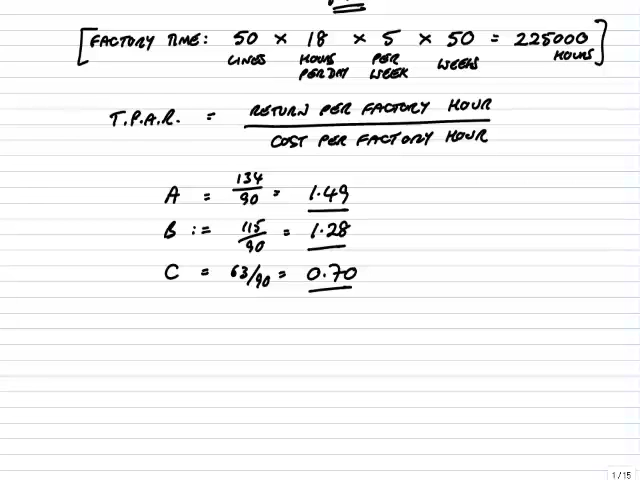 [FACTORY TIME: 50 × 18 × 5 × 50 = 225000 HOURS]
LINES HOURS PER DAY PER WEEK WEEKS
T.P.A.R. = RETURN PER FACTORY HOUR
COST PER FACTORY HOUR
A = 134/90 = 1.49
B := 115/90 = 1.28
C = 63/90 = 0.70
1 / 15